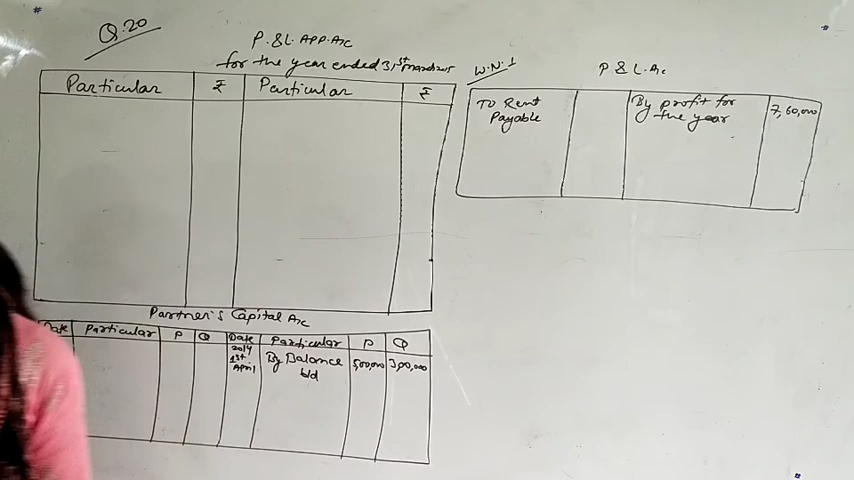 Q.20
P.&L. APP. A/c
for the year ended 31st march 2015
Particular ₹ Particular ₹
W.N.1
P & L. A/c
To Rent
Payable
By profit for
the year
7,60,000
Partner's Capital A/c
Date Particular P Q Date Particular P Q
2014
1st
April
By Balance
b/d
5,00,000 3,00,000